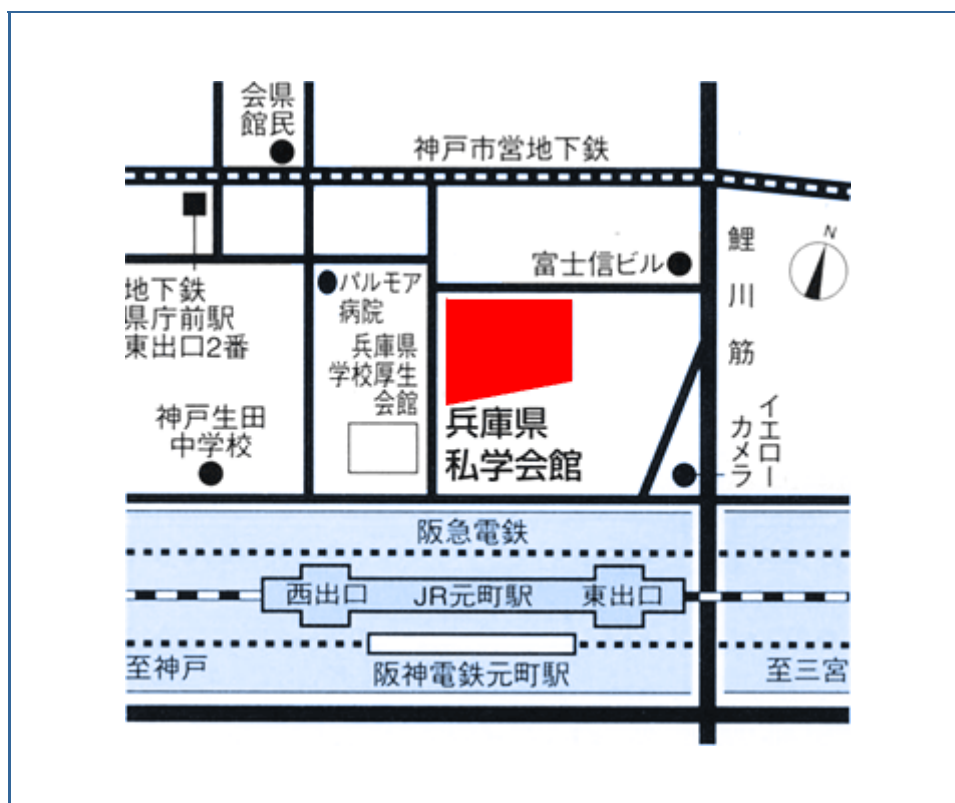 県民
会館
神戸市営地下鉄
N
富士信ビル
鯉川筋
地下鉄
県庁前駅
東出口2番
パルモア
病院
兵庫県
学校厚生
会館
兵庫県
私学会館
神戸生田
中学校
イエロー
カメラ
阪急電鉄
西出口
JR元町駅
東出口
至神戸
阪神電鉄元町駅
至三宮